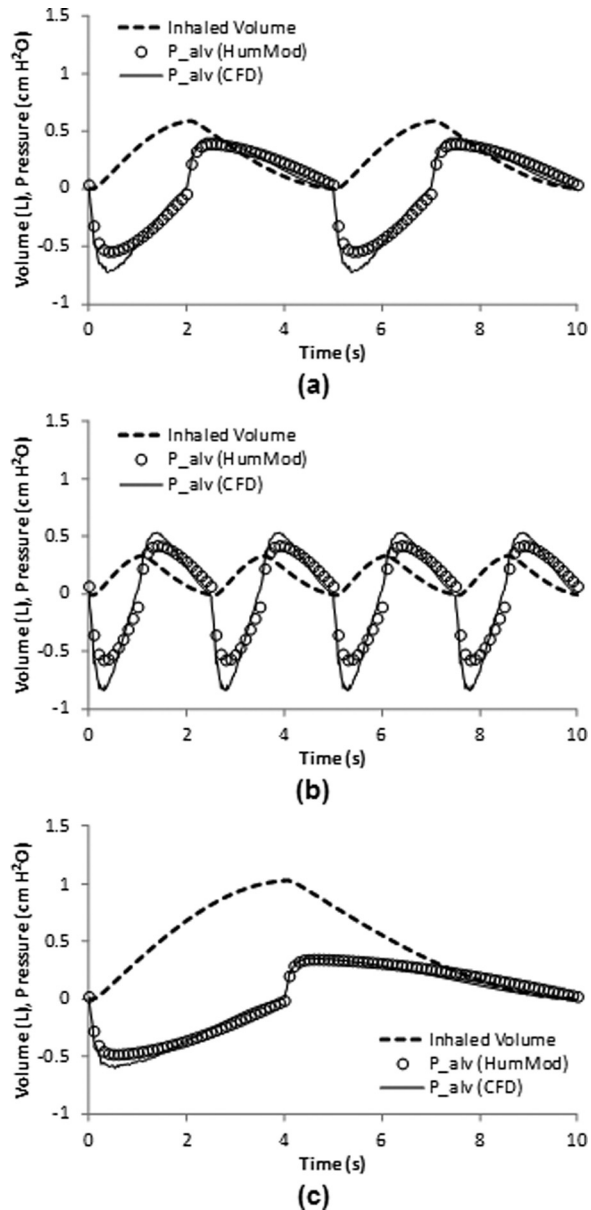 Inhaled Volume
P_alv (HumMod)
P_alv (CFD)
Volume (L), Pressure (cm H²O)
1.5
1
0.5
0
-0.5
-1
0 2 4 6 8 10
Time (s)
(a)
Inhaled Volume
P_alv (HumMod)
P_alv (CFD)
Volume (L), Pressure (cm H²O)
1.5
1
0.5
0
-0.5
-1
0 2 4 6 8 10
Time (s)
(b)
Volume (L), Pressure (cm H²O)
1.5
1
0.5
0
-0.5
-1
Inhaled Volume
P_alv (HumMod)
P_alv (CFD)
0 2 4 6 8 10
Time (s)
(c)